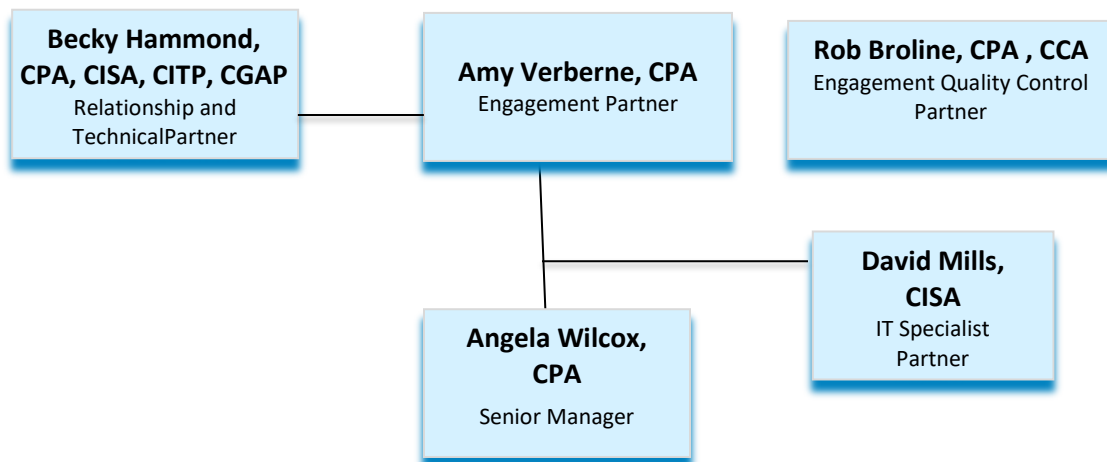 Becky Hammond,
CPA, CISA, CITP, CGAP
Relationship and
TechnicalPartner
Amy Verberne, CPA
Engagement Partner
Rob Broline, CPA , CCA
Engagement Quality Control
Partner
David Mills,
CISA
IT Specialist
Partner
Angela Wilcox,
CPA
Senior Manager